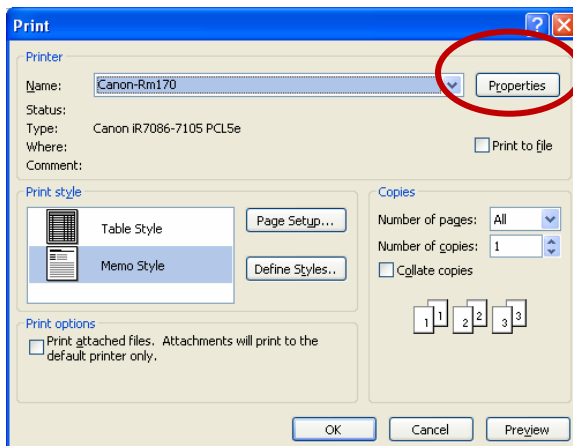 Print
Printer
Name: Canon-Rm170 Properties
Status:
Type: Canon iR7086-7105 PCL5e
Where: Print to file
Comment:
Print style
Table Style
Memo Style
Page Setup...
Define Styles..
Print options
Print attached files. Attachments will print to the
default printer only.
Copies
Number of pages: All
Number of copies: 1
Collate copies
1 1 2 2 3 3
OK Cancel Preview